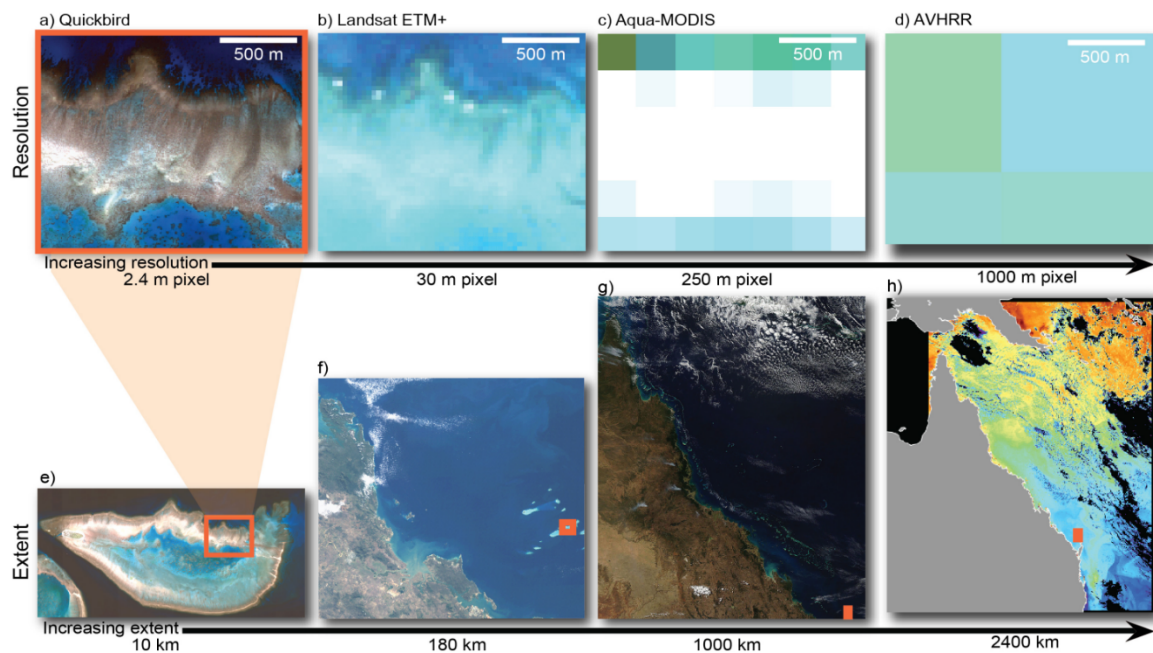 a) Quickbird
b) Landsat ETM+
c) Aqua-MODIS
d) AVHRR
500 m
500 m
500 m
500 m
Resolution
Increasing resolution
2.4 m pixel
30 m pixel
250 m pixel
1000 m pixel
e)
f)
g)
h)
Extent
Increasing extent
10 km
180 km
1000 km
2400 km